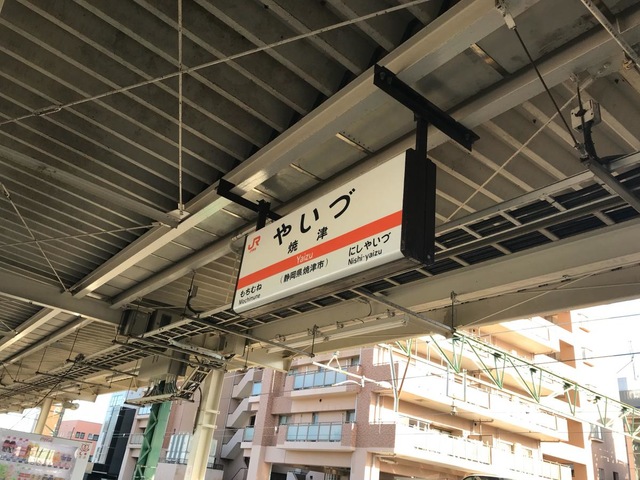 JR
やいづ
焼津
Yaizu
(静岡県焼津市)
もちむね
Mochimune
にしやいづ
Nishi-yaizu